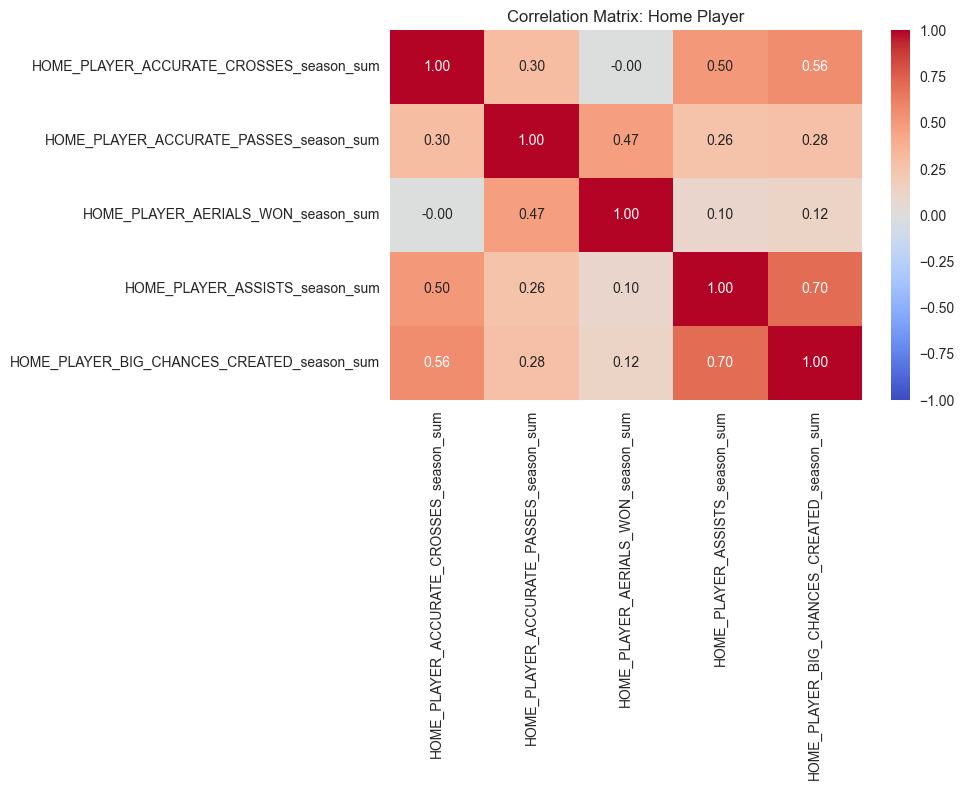 Correlation Matrix: Home Player
HOME_PLAYER_ACCURATE_CROSSES_season_sum
1.00 0.30 -0.00 0.50 0.56
HOME_PLAYER_ACCURATE_PASSES_season_sum
0.30 1.00 0.47 0.26 0.28
HOME_PLAYER_AERIALS_WON_season_sum
-0.00 0.47 1.00 0.10 0.12
HOME_PLAYER_ASSISTS_season_sum
0.50 0.26 0.10 1.00 0.70
HOME_PLAYER_BIG_CHANCES_CREATED_season_sum
0.56 0.28 0.12 0.70 1.00
HOME_PLAYER_ACCURATE_CROSSES_season_sum
HOME_PLAYER_ACCURATE_PASSES_season_sum
HOME_PLAYER_AERIALS_WON_season_sum
HOME_PLAYER_ASSISTS_season_sum
HOME_PLAYER_BIG_CHANCES_CREATED_season_sum
1.00
0.75
0.50
0.25
0.00
−0.25
−0.50
−0.75
−1.00